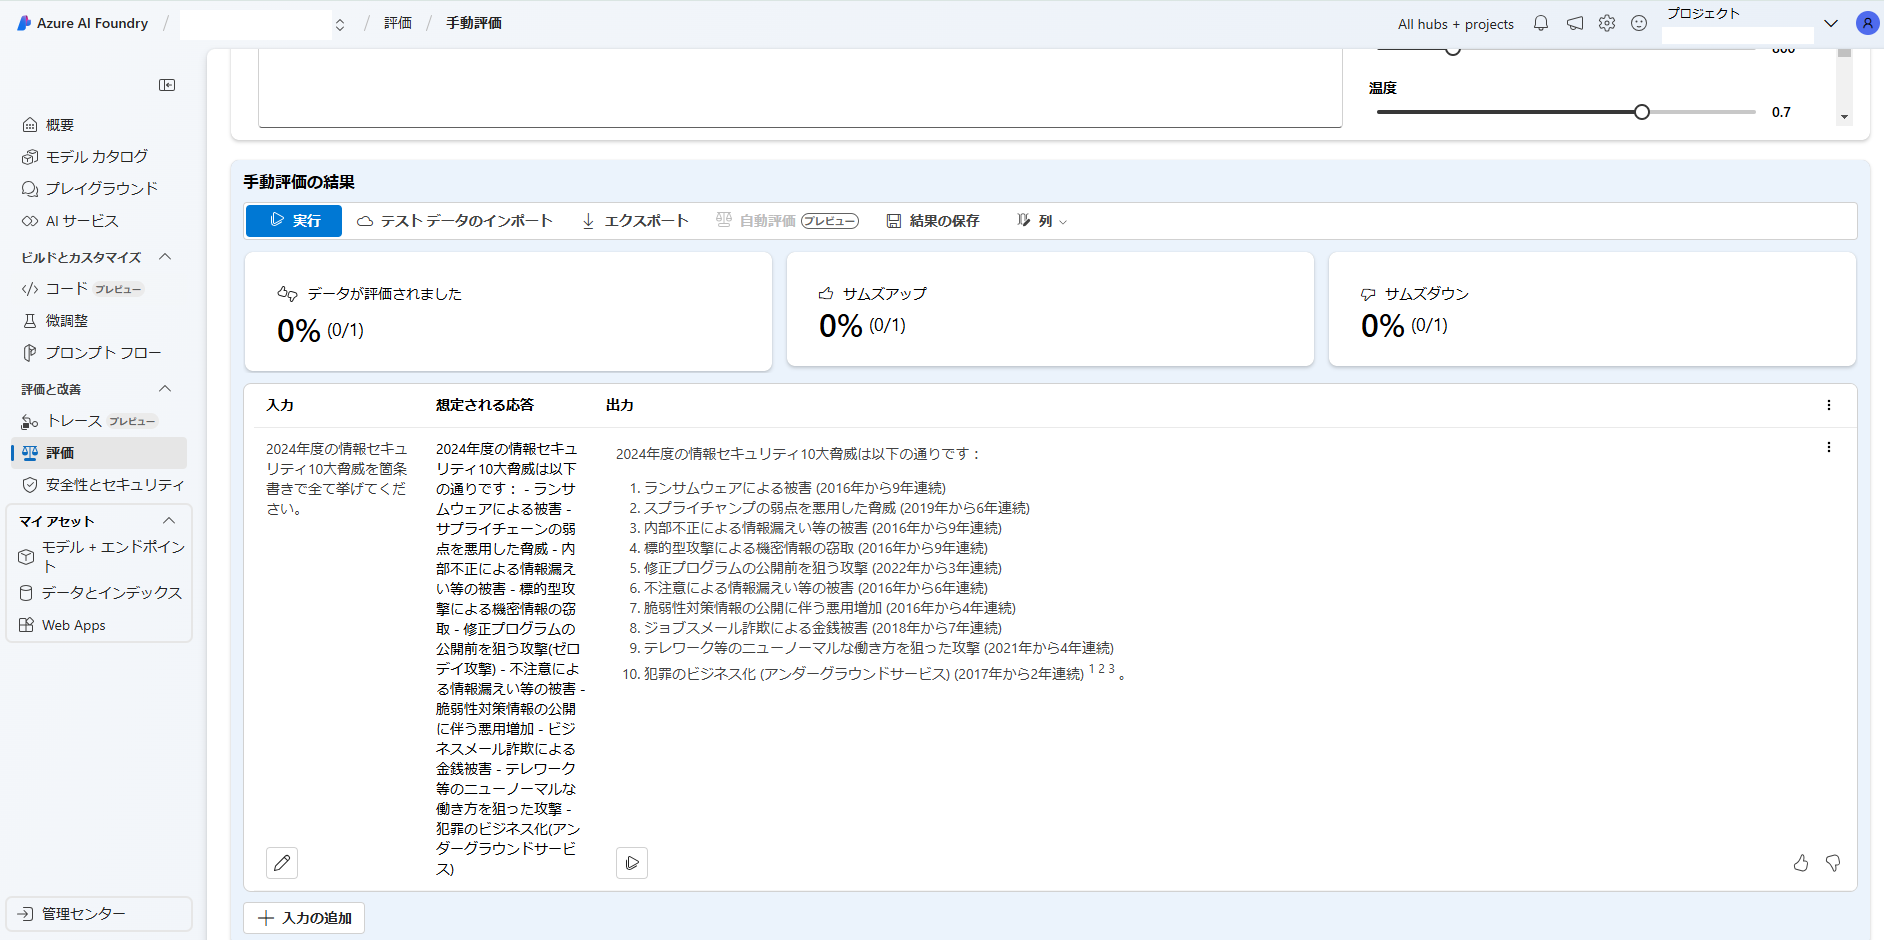 Azure AI Foundry / / 評価 / 手動評価
All hubs + projects
プロジェクト
概要
モデル カタログ
プレイグラウンド
AI サービス
ビルドとカスタマイズ
コード プレビュー
微調整
プロンプト フロー
評価と改善
トレース プレビュー
評価
安全性とセキュリティ
マイ アセット
モデル + エンドポイン
ト
データとインデックス
Web Apps
管理センター
800
温度
0.7
手動評価の結果
実行 テスト データのインポート エクスポート 自動評価 プレビュー 結果の保存 列
データが評価されました
0% (0/1)
サムズアップ
0% (0/1)
サムズダウン
0% (0/1)
入力 想定される応答 出力
2024年度の情報セキュ
リティ10大脅威を箇条
書きで全て挙げてくだ
さい。
2024年度の情報セキュ
リティ10大脅威は以下
の通りです： - ランサ
ムウェアによる被害 -
サプライチェーンの弱
点を悪用した脅威 - 内
部不正による情報漏え
い等の被害 - 標的型攻
撃による機密情報の窃
取 - 修正プログラムの
公開前を狙う攻撃(ゼロ
デイ攻撃) - 不注意によ
る情報漏えい等の被害 -
脆弱性対策情報の公開
に伴う悪用増加 - ビジ
ネスメール詐欺による
金銭被害 - テレワーク
等のニューノーマルな
働き方を狙った攻撃 -
犯罪のビジネス化(アン
ダーグラウンドサービ
ス)
2024年度の情報セキュリティ10大脅威は以下の通りです：
1. ランサムウェアによる被害 (2016年から9年連続)
2. スプライチャンプの弱点を悪用した脅威 (2019年から6年連続)
3. 内部不正による情報漏えい等の被害 (2016年から9年連続)
4. 標的型攻撃による機密情報の窃取 (2016年から9年連続)
5. 修正プログラムの公開前を狙う攻撃 (2022年から3年連続)
6. 不注意による情報漏えい等の被害 (2016年から6年連続)
7. 脆弱性対策情報の公開に伴う悪用増加 (2016年から4年連続)
8. ジョブスメール詐欺による金銭被害 (2018年から7年連続)
9. テレワーク等のニューノーマルな働き方を狙った攻撃 (2021年から4年連続)
10. 犯罪のビジネス化 (アンダーグラウンドサービス) (2017年から2年連続) 1 2 3 。
入力の追加